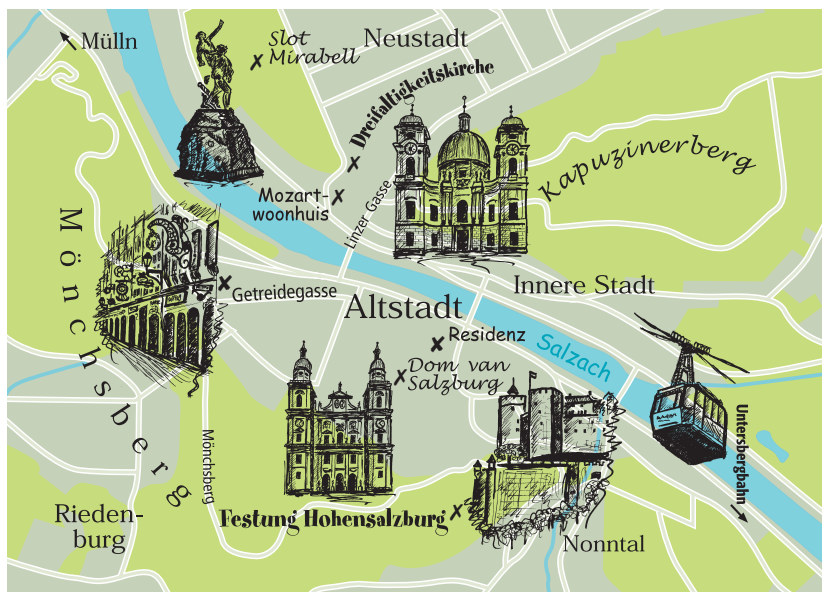 Mülln
Slot
Mirabell
Neustadt
Dreifaltigkeitskirche
Kapuzinerberg
Mozart-
woonhuis
Linzer Gasse
Mönchsberg
Getreidegasse
Altstadt
Innere Stadt
Residenz
Salzach
Dom van
Salzburg
Mönchsberg
Untersbergbahn
Festung Hohensalzburg
Rieden-
burg
Nonntal